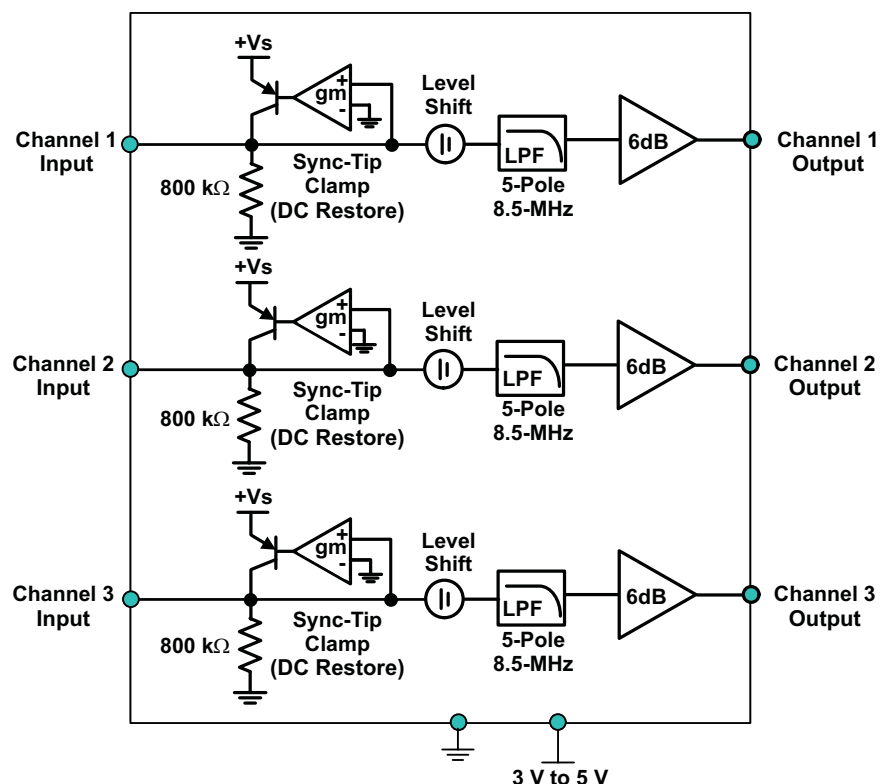 +Vs
gm
+
-
Level
Shift
Channel 1
Input
LPF
6dB
Channel 1
Output
800 kΩ
Sync-Tip
Clamp
(DC Restore)
5-Pole
8.5-MHz
+Vs
gm
+
-
Level
Shift
Channel 2
Input
LPF
6dB
Channel 2
Output
800 kΩ
Sync-Tip
Clamp
(DC Restore)
5-Pole
8.5-MHz
+Vs
gm
+
-
Level
Shift
Channel 3
Input
LPF
6dB
Channel 3
Output
800 kΩ
Sync-Tip
Clamp
(DC Restore)
5-Pole
8.5-MHz
3 V to 5 V